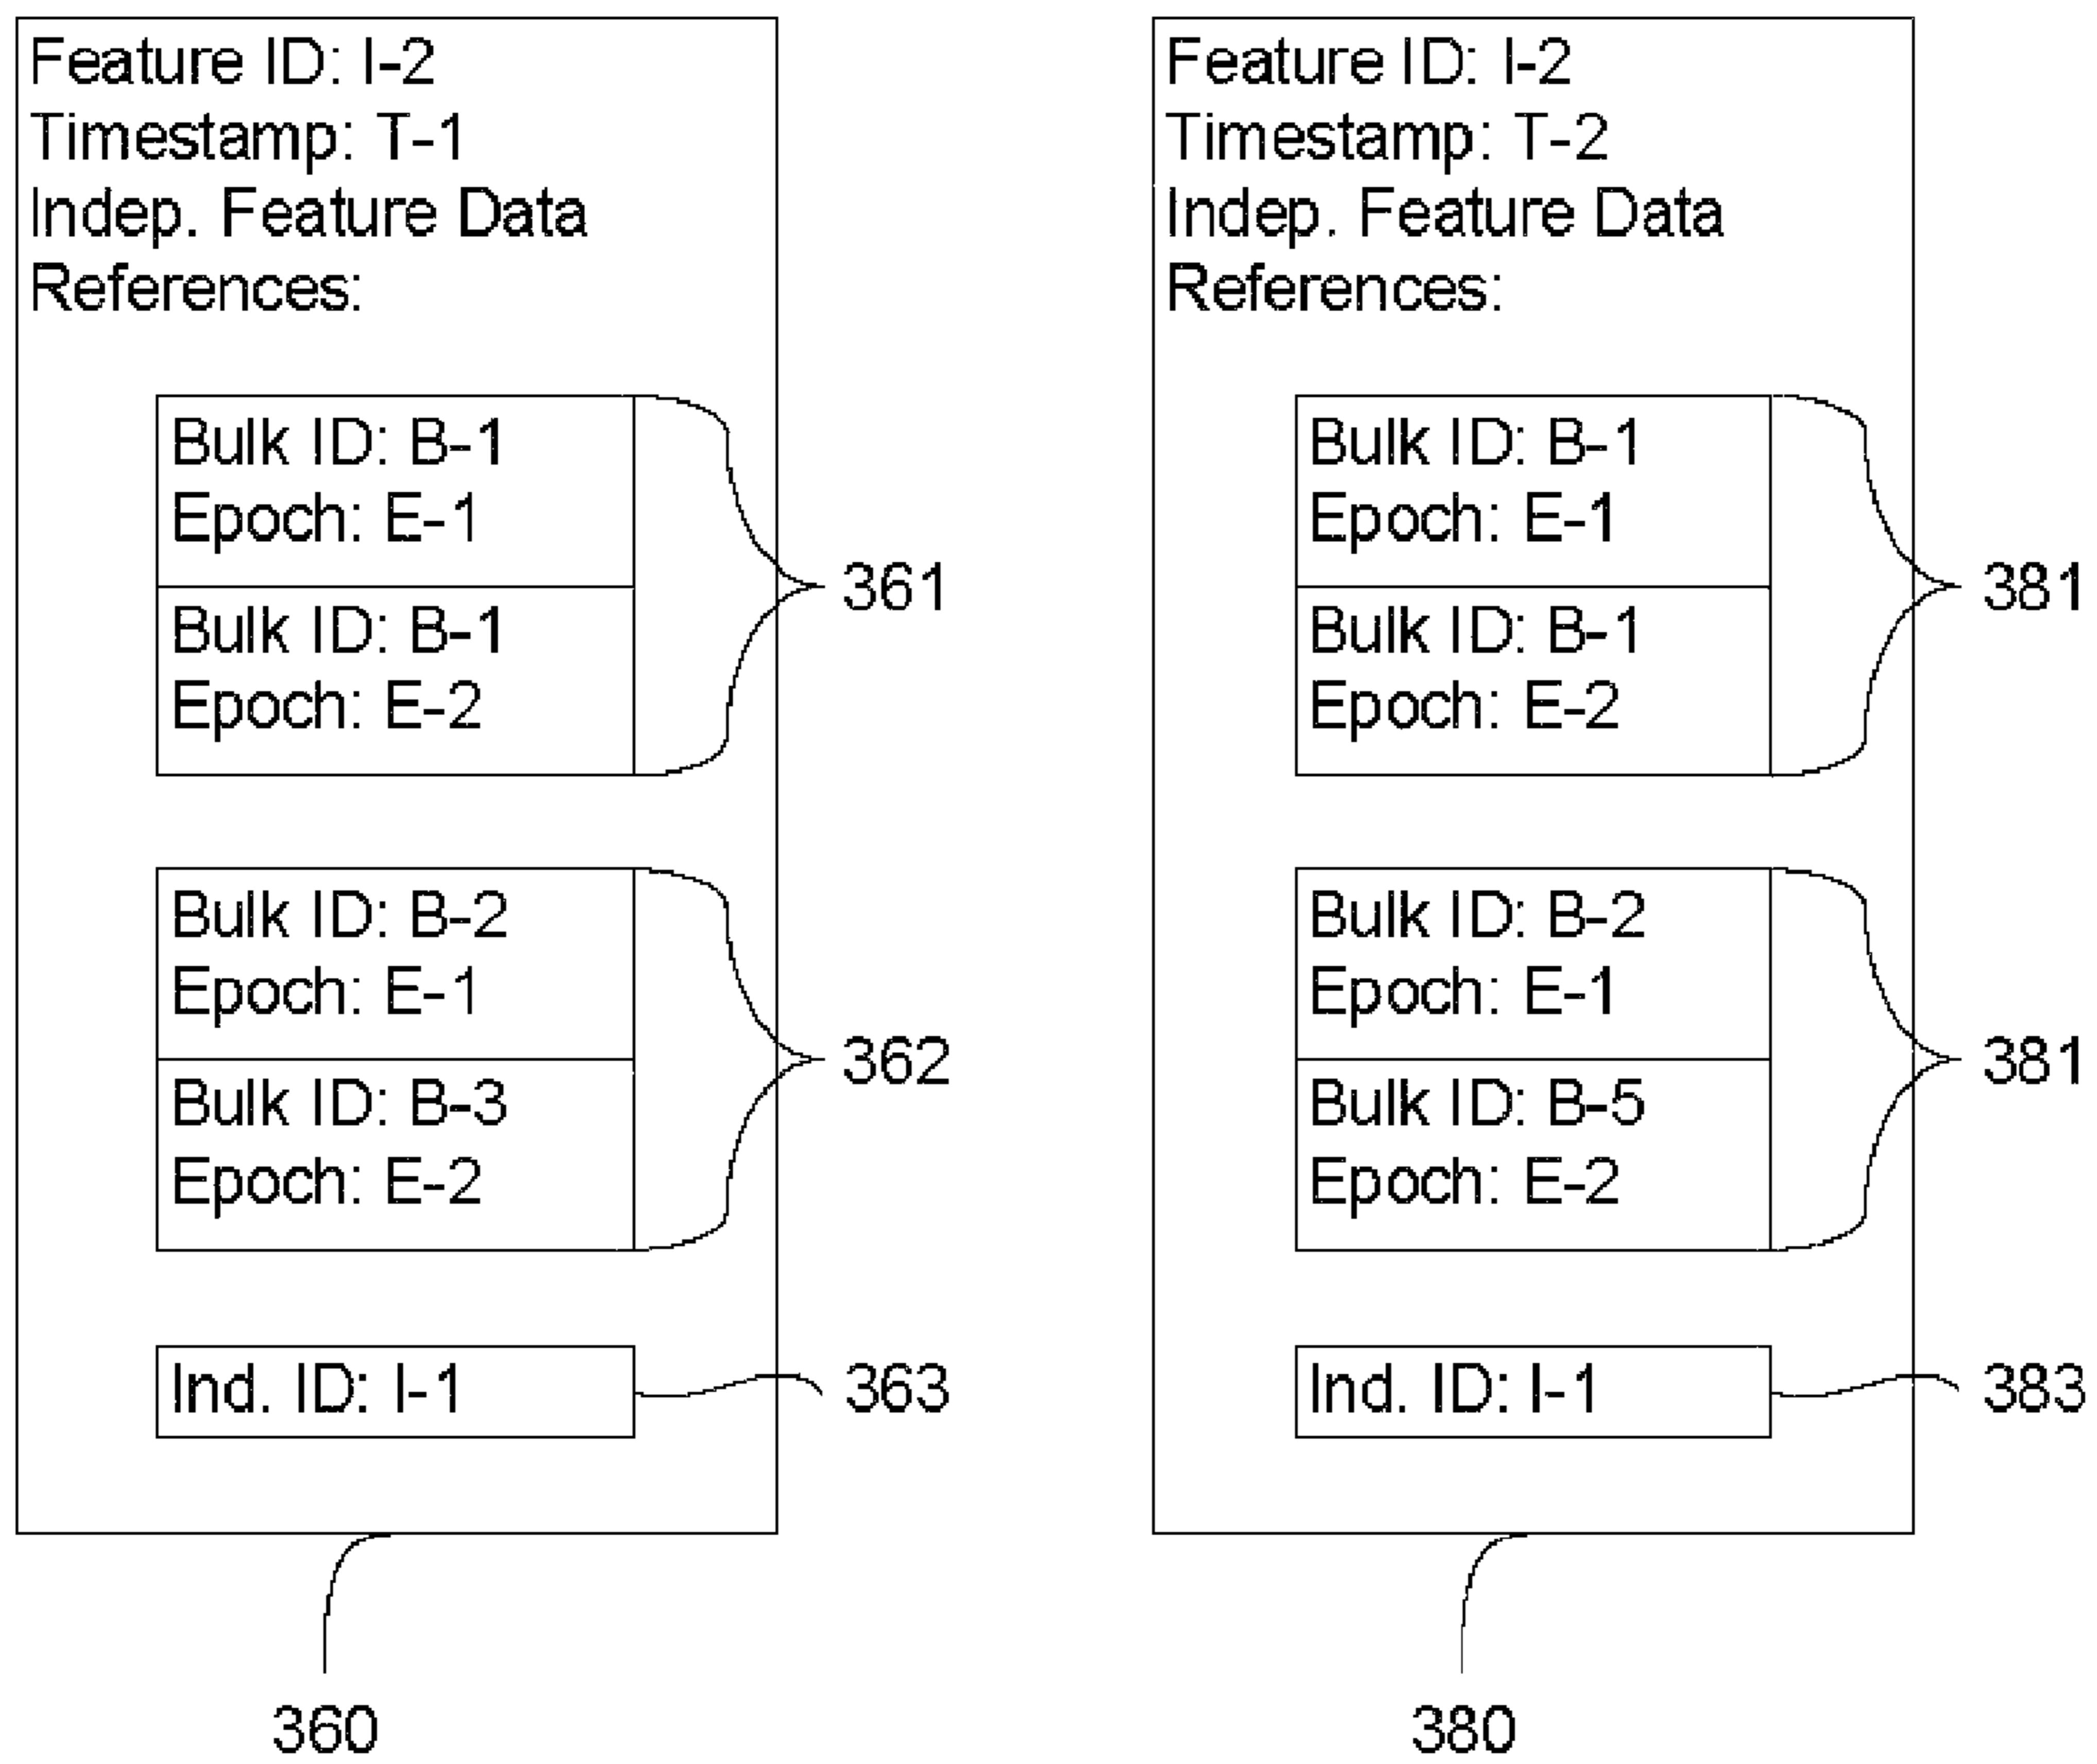 Feature ID: I-2
Timestamp: T-1
Indep. Feature Data
References:
Bulk ID: B-1
Epoch: E-1
Bulk ID: B-1
Epoch: E-2
361
Bulk ID: B-2
Epoch: E-1
Bulk ID: B-3
Epoch: E-2
362
Ind. ID: I-1
363
360
Feature ID: I-2
Timestamp: T-2
Indep. Feature Data
References:
Bulk ID: B-1
Epoch: E-1
Bulk ID: B-1
Epoch: E-2
381
Bulk ID: B-2
Epoch: E-1
Bulk ID: B-5
Epoch: E-2
381
Ind. ID: I-1
383
380